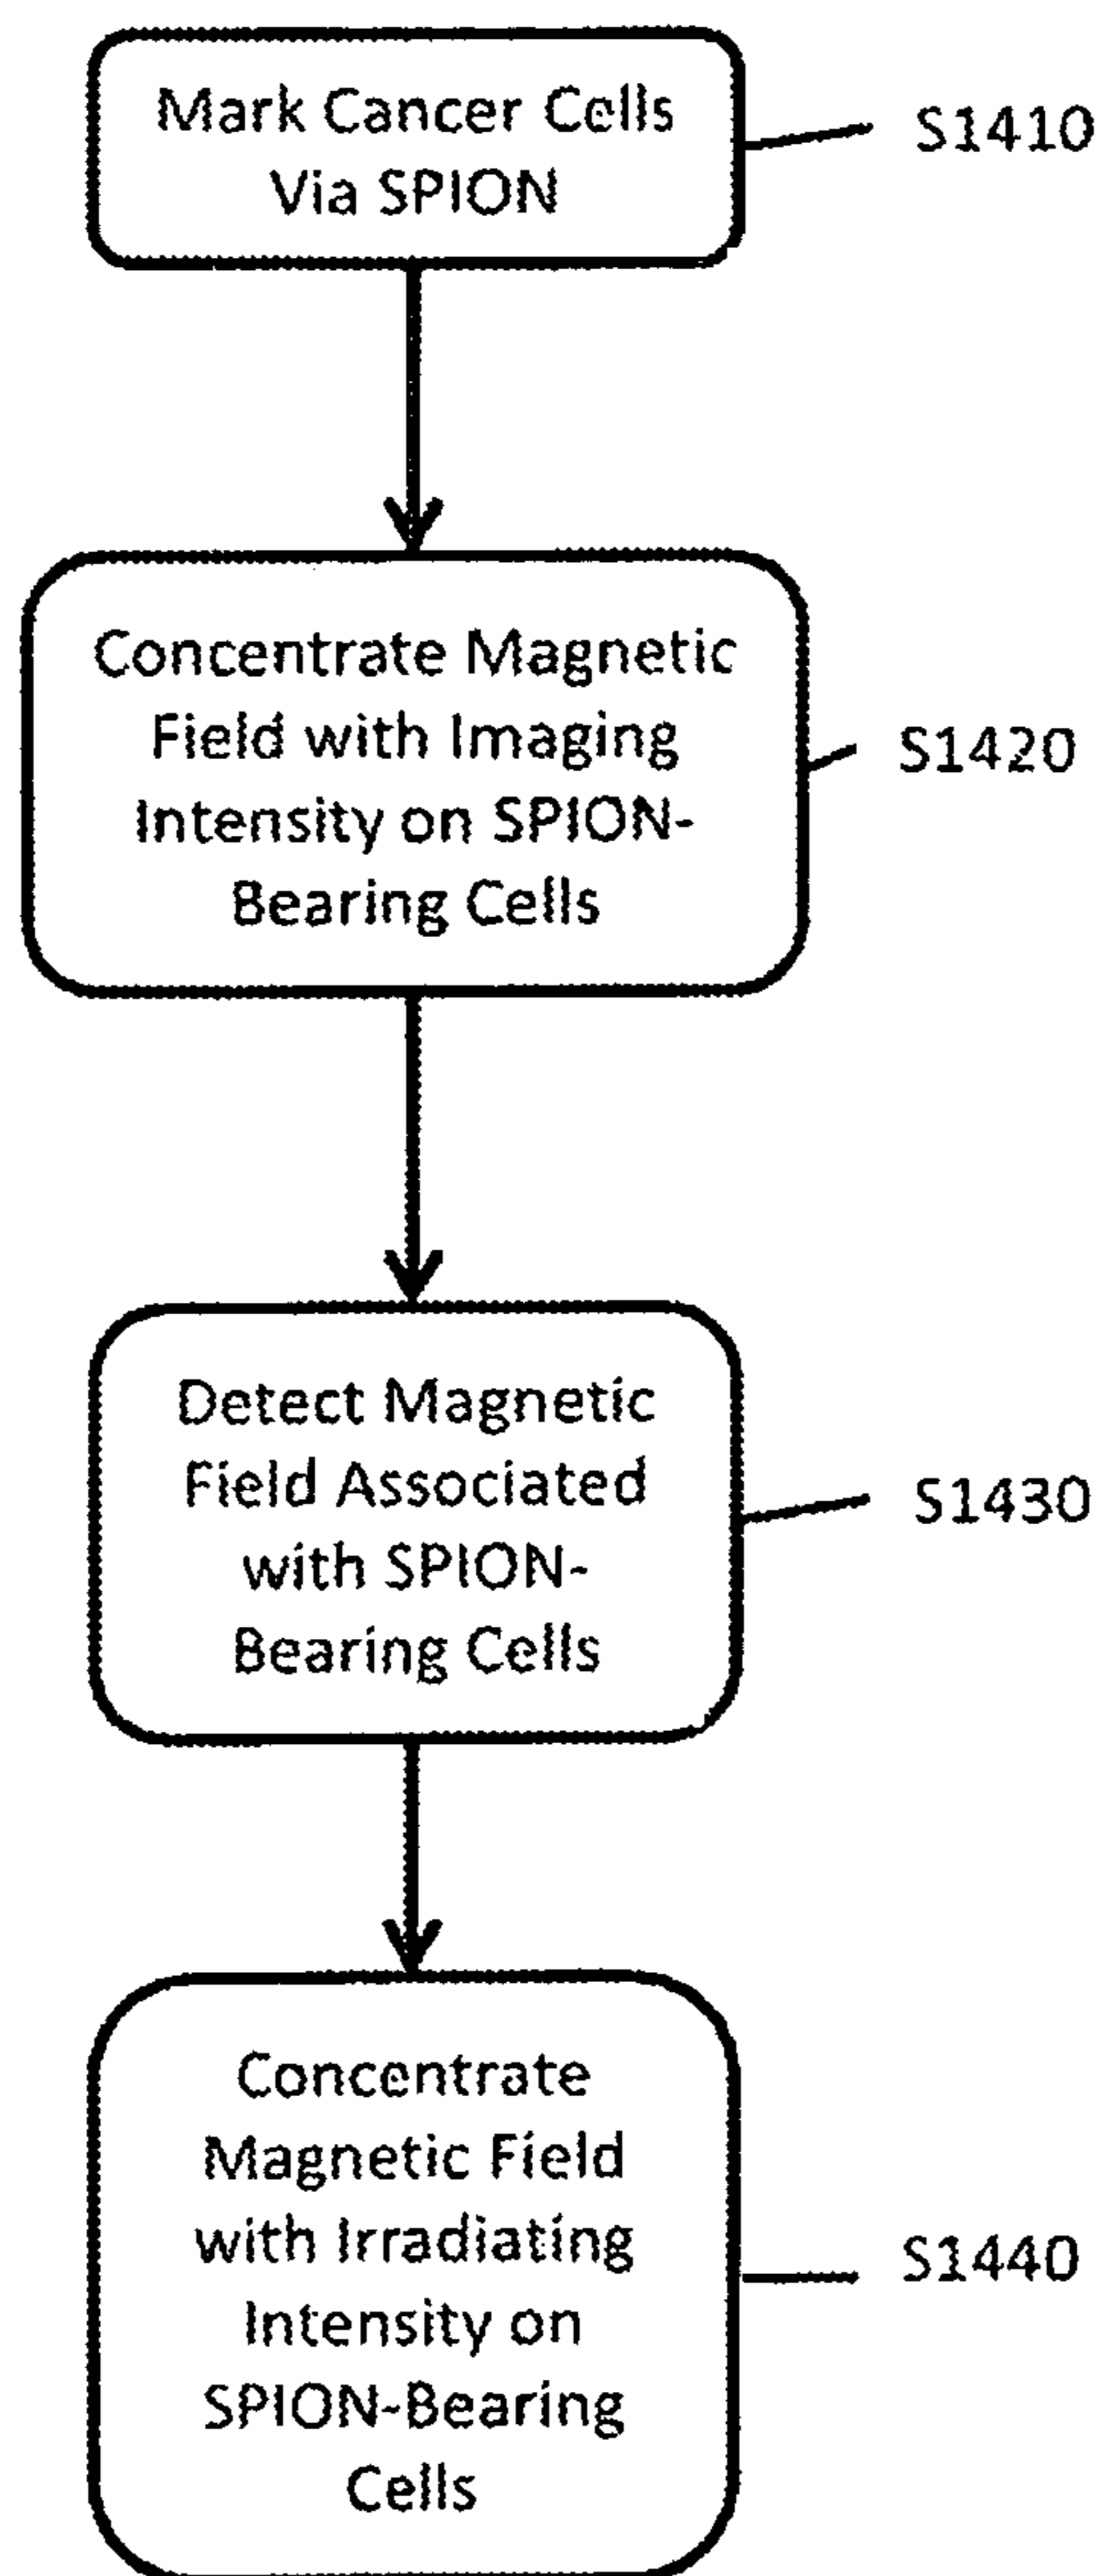 Mark Cancer Cells
Via SPION
S1410
Concentrate Magnetic
Field with Imaging
Intensity on SPION-
Bearing Cells
S1420
Detect Magnetic
Field Associated
with SPION-
Bearing Cells
S1430
Concentrate
Magnetic Field
with Irradiating
Intensity on
SPION-Bearing
Cells
S1440